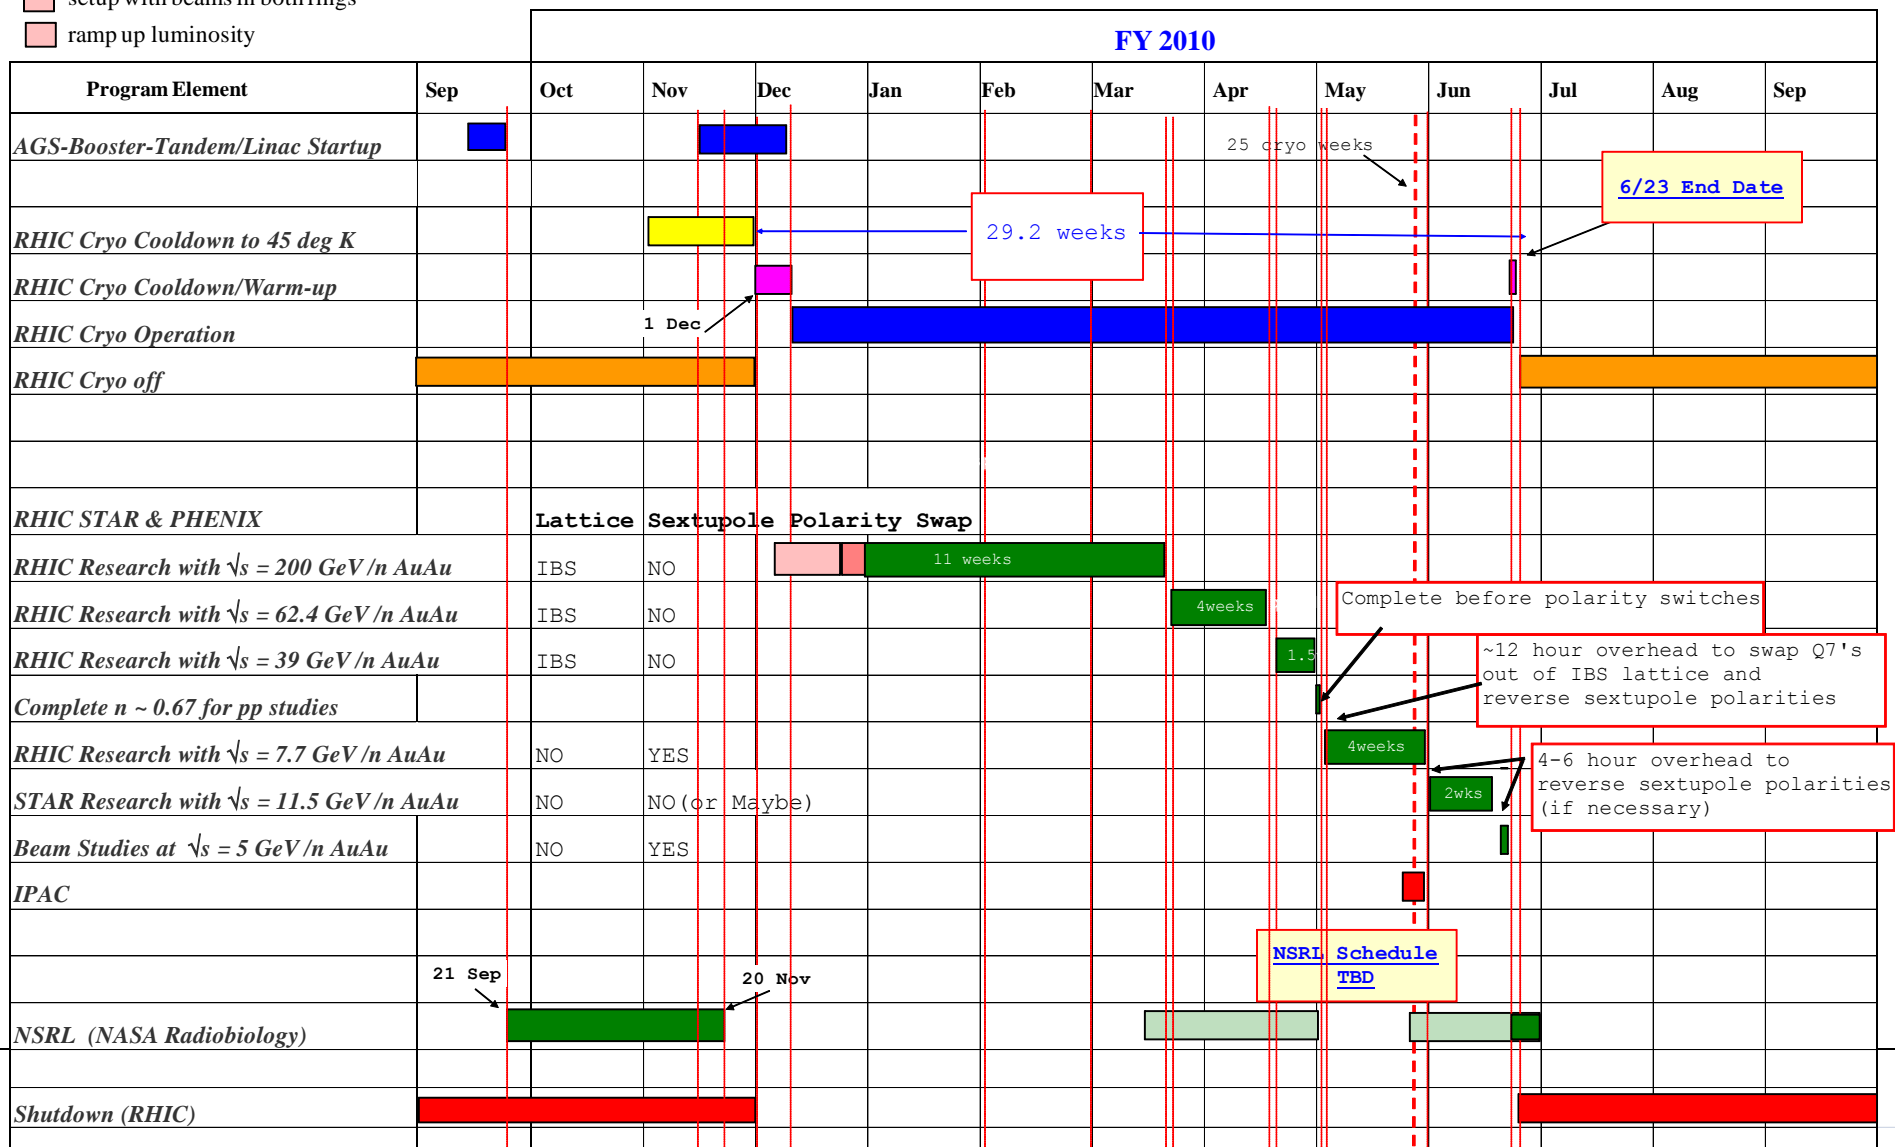 setup with beams in both rings
ramp up luminosity
FY 2010
Program Element Sep Oct Nov Dec Jan Feb Mar Apr May Jun Jul Aug Sep
AGS-Booster-Tandem/Linac Startup
25 cryo weeks
6/23 End Date
RHIC Cryo Cooldown to 45 deg K
29.2 weeks
RHIC Cryo Cooldown/Warm-up
1 Dec
RHIC Cryo Operation
RHIC Cryo off
RHIC STAR & PHENIX Lattice Sextupole Polarity Swap
RHIC Research with √s = 200 GeV/n AuAu IBS NO 11 weeks
RHIC Research with √s = 62.4 GeV/n AuAu IBS NO 4weeks
Complete before polarity switches
RHIC Research with √s = 39 GeV/n AuAu IBS NO 1.5
~12 hour overhead to swap Q7's
out of IBS lattice and
reverse sextupole polarities
Complete n ~ 0.67 for pp studies
RHIC Research with √s = 7.7 GeV/n AuAu NO YES 4weeks
4-6 hour overhead to
reverse sextupole polarities
(if necessary)
STAR Research with √s = 11.5 GeV/n AuAu NO NO(or Maybe) 2wks
Beam Studies at √s = 5 GeV/n AuAu NO YES
IPAC
NSRL Schedule
TBD
21 Sep
20 Nov
NSRL (NASA Radiobiology)
Shutdown (RHIC)